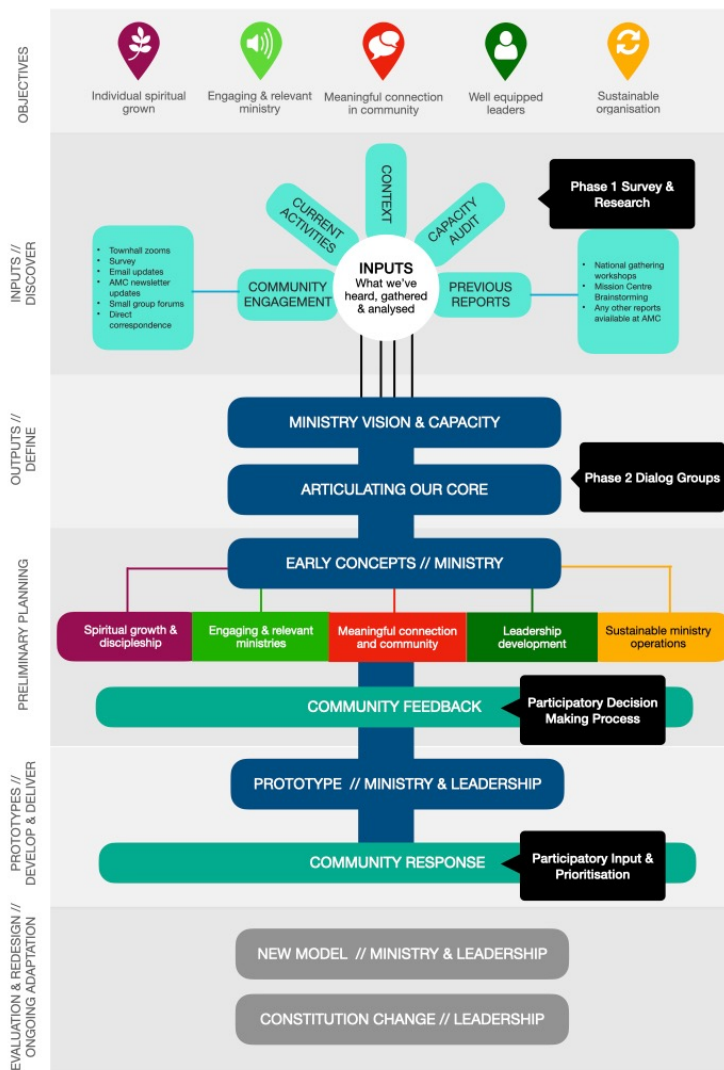 OBJECTIVES
Individual spiritual
grown
Engaging & relevant
ministry
Meaningful connection
in community
Well equipped
leaders
Sustainable
organisation
INPUTS //
DISCOVER
Phase 1 Survey &
Research
CONTEXT
CURRENT
ACTIVITIES
CAPACITY
AUDIT
COMMUNITY
ENGAGEMENT
PREVIOUS
REPORTS
INPUTS
What we've
heard, gathered
& analysed
• Townhall zooms
• Survey
• Email updates
• AMC newsletter
updates
• Small group forums
• Direct
correspondence
• National gathering
workshops
• Mission Centre
Brainstorming
• Any other reports
avialable at AMC
OUTPUTS //
DEFINE
MINISTRY VISION & CAPACITY
ARTICULATING OUR CORE
Phase 2 Dialog Groups
PRELIMINARY PLANNING
EARLY CONCEPTS // MINISTRY
Spiritual growth &
discipleship
Engaging & relevant
ministries
Meaningful connection
and community
Leadership
development
Sustainable ministry
operations
COMMUNITY FEEDBACK
Participatory Decision
Making Process
PROTOTYPES //
DEVELOP & DELIVER
PROTOTYPE // MINISTRY & LEADERSHIP
COMMUNITY RESPONSE
Participatory Input &
Prioritisation
EVALUATION & REDESIGN //
ONGOING ADAPTATION
NEW MODEL // MINISTRY & LEADERSHIP
CONSTITUTION CHANGE // LEADERSHIP